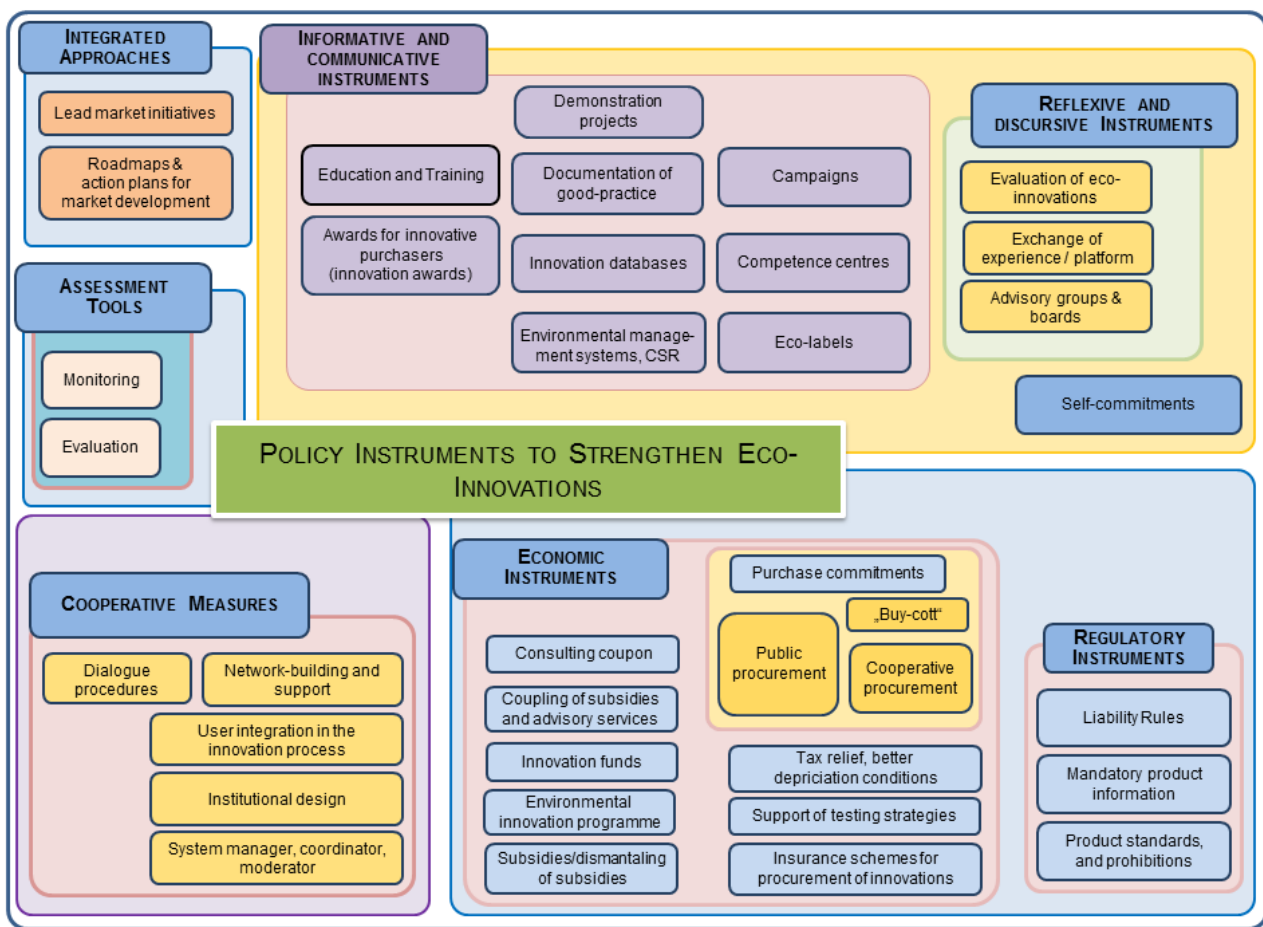 INTEGRATED
APPROACHES
Lead market initiatives
Roadmaps &
action plans for
market development
INFORMATIVE AND
COMMUNICATIVE
INSTRUMENTS
Demonstration
projects
Education and Training
Documentation of
good-practice
Campaigns
Awards for innovative
purchasers
(innovation awards)
Innovation databases
Competence centres
Environmental manage-
ment systems, CSR
Eco-labels
REFLEXIVE AND
DISCURSIVE INSTRUMENTS
Evaluation of eco-
innovations
Exchange of
experience / platform
Advisory groups &
boards
Self-commitments
ASSESSMENT
TOOLS
Monitoring
Evaluation
POLICY INSTRUMENTS TO STRENGTHEN ECO-
INNOVATIONS
COOPERATIVE MEASURES
Dialogue
procedures
Network-building and
support
User integration in the
innovation process
Institutional design
System manager, coordinator,
moderator
ECONOMIC
INSTRUMENTS
Purchase commitments
„Buy-cott“
Public
procurement
Cooperative
procurement
Consulting coupon
Coupling of subsidies
and advisory services
Innovation funds
Environmental
innovation programme
Subsidies/dismantaling
of subsidies
Tax relief, better
depriciation conditions
Support of testing strategies
Insurance schemes for
procurement of innovations
REGULATORY
INSTRUMENTS
Liability Rules
Mandatory product
information
Product standards,
and prohibitions